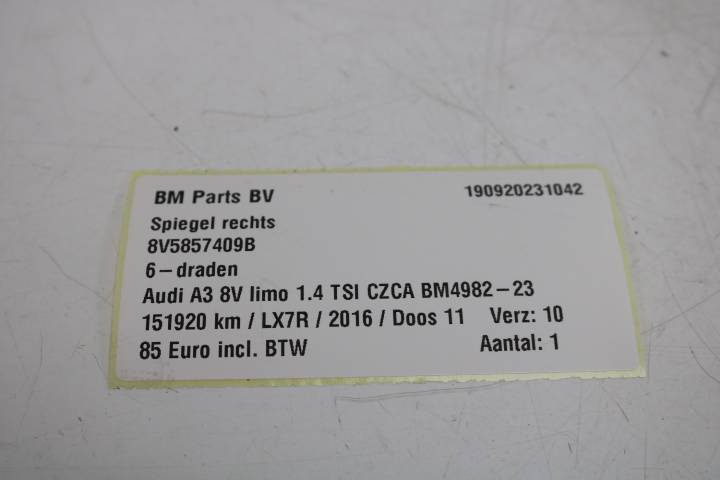 BM Parts BV 190920231042
Spiegel rechts
8V5857409B
6-draden
Audi A3 8V limo 1.4 TSI CZCA BM4982-23
151920 km / LX7R / 2016 / Doos 11 Verz: 10
85 Euro incl. BTW Aantal: 1